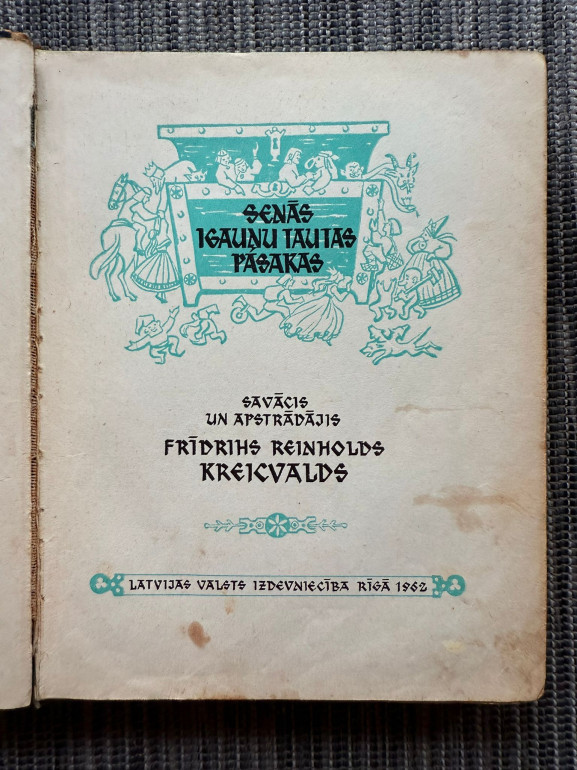 SENĀS
IGAUŅU TAUTAS
PASAKAS
SAVĀCIS
UN APSTRĀDĀJIS
FRĪDRIHS REINHOLDS
KREICVALDS
LATVIJAS VALSTS IZDEVNIECĪBA RĪGĀ 1962